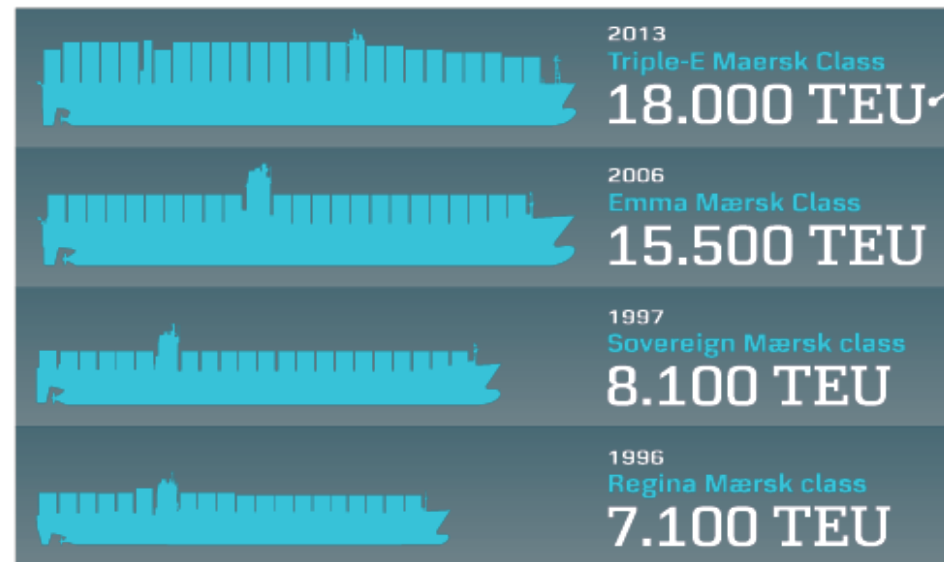 2013
Triple-E Maersk Class
18.000 TEU
2006
Emma Mærsk Class
15.500 TEU
1997
Sovereign Mærsk class
8.100 TEU
1996
Regina Mærsk class
7.100 TEU